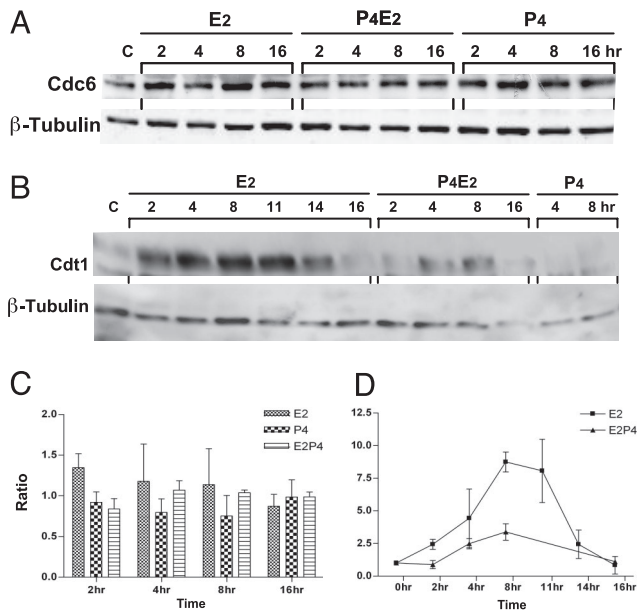 A
E2 P4E2 P4
C 2 4 8 16 2 4 8 16 2 4 8 16 hr
Cdc6
β-Tubulin
B
E2 P4E2 P4
C 2 4 8 11 14 16 2 4 8 16 4 8 hr
Cdt1
β-Tubulin
C
E2
P4
E2P4
2.0
1.5
1.0
0.5
0.0
Ratio
2hr 4hr 8hr 16hr
Time
D
E2
E2P4
12.5
10.0
7.5
5.0
2.5
0.0
0hr 2hr 4hr 8hr 11hr 14hr 16hr
Time